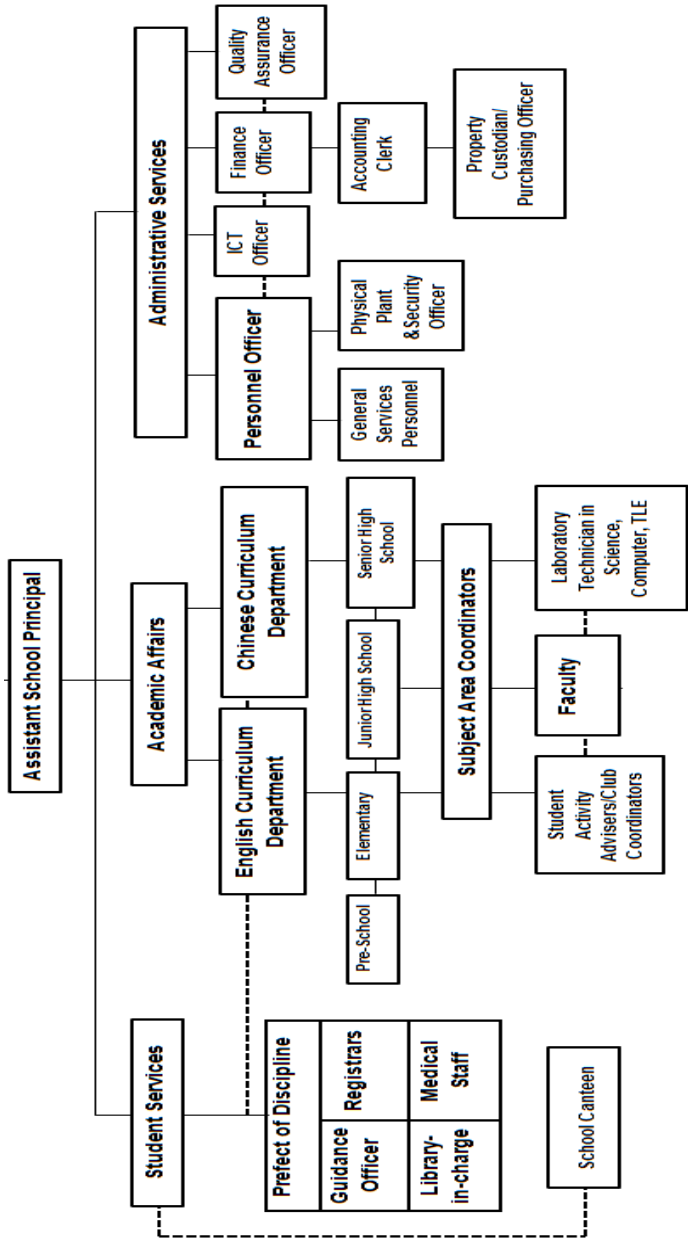 Assistant School Principal
Student Services
Academic Affairs
Administrative Services
Prefect of Discipline
Guidance
Officer
Registrars
Library-
in-charge
Medical
Staff
School Canteen
English Curriculum
Department
Chinese Curriculum
Department
Pre-School
Elementary
Junior High School
Senior High
School
Subject Area Coordinators
Student
Activity
Advisers/Club
Coordinators
Faculty
Laboratory
Technician in
Science,
Computer, TLE
Personnel Officer
ICT
Officer
Finance
Officer
Quality
Assurance
Officer
General
Services
Personnel
Physical
Plant
&Security
Officer
Accounting
Clerk
Property
Custodian/
Purchasing Officer